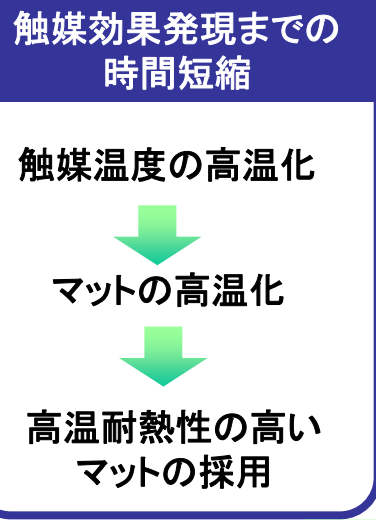 触媒効果発現までの
時間短縮
触媒温度の高温化
マットの高温化
高温耐熱性の高い
マットの採用